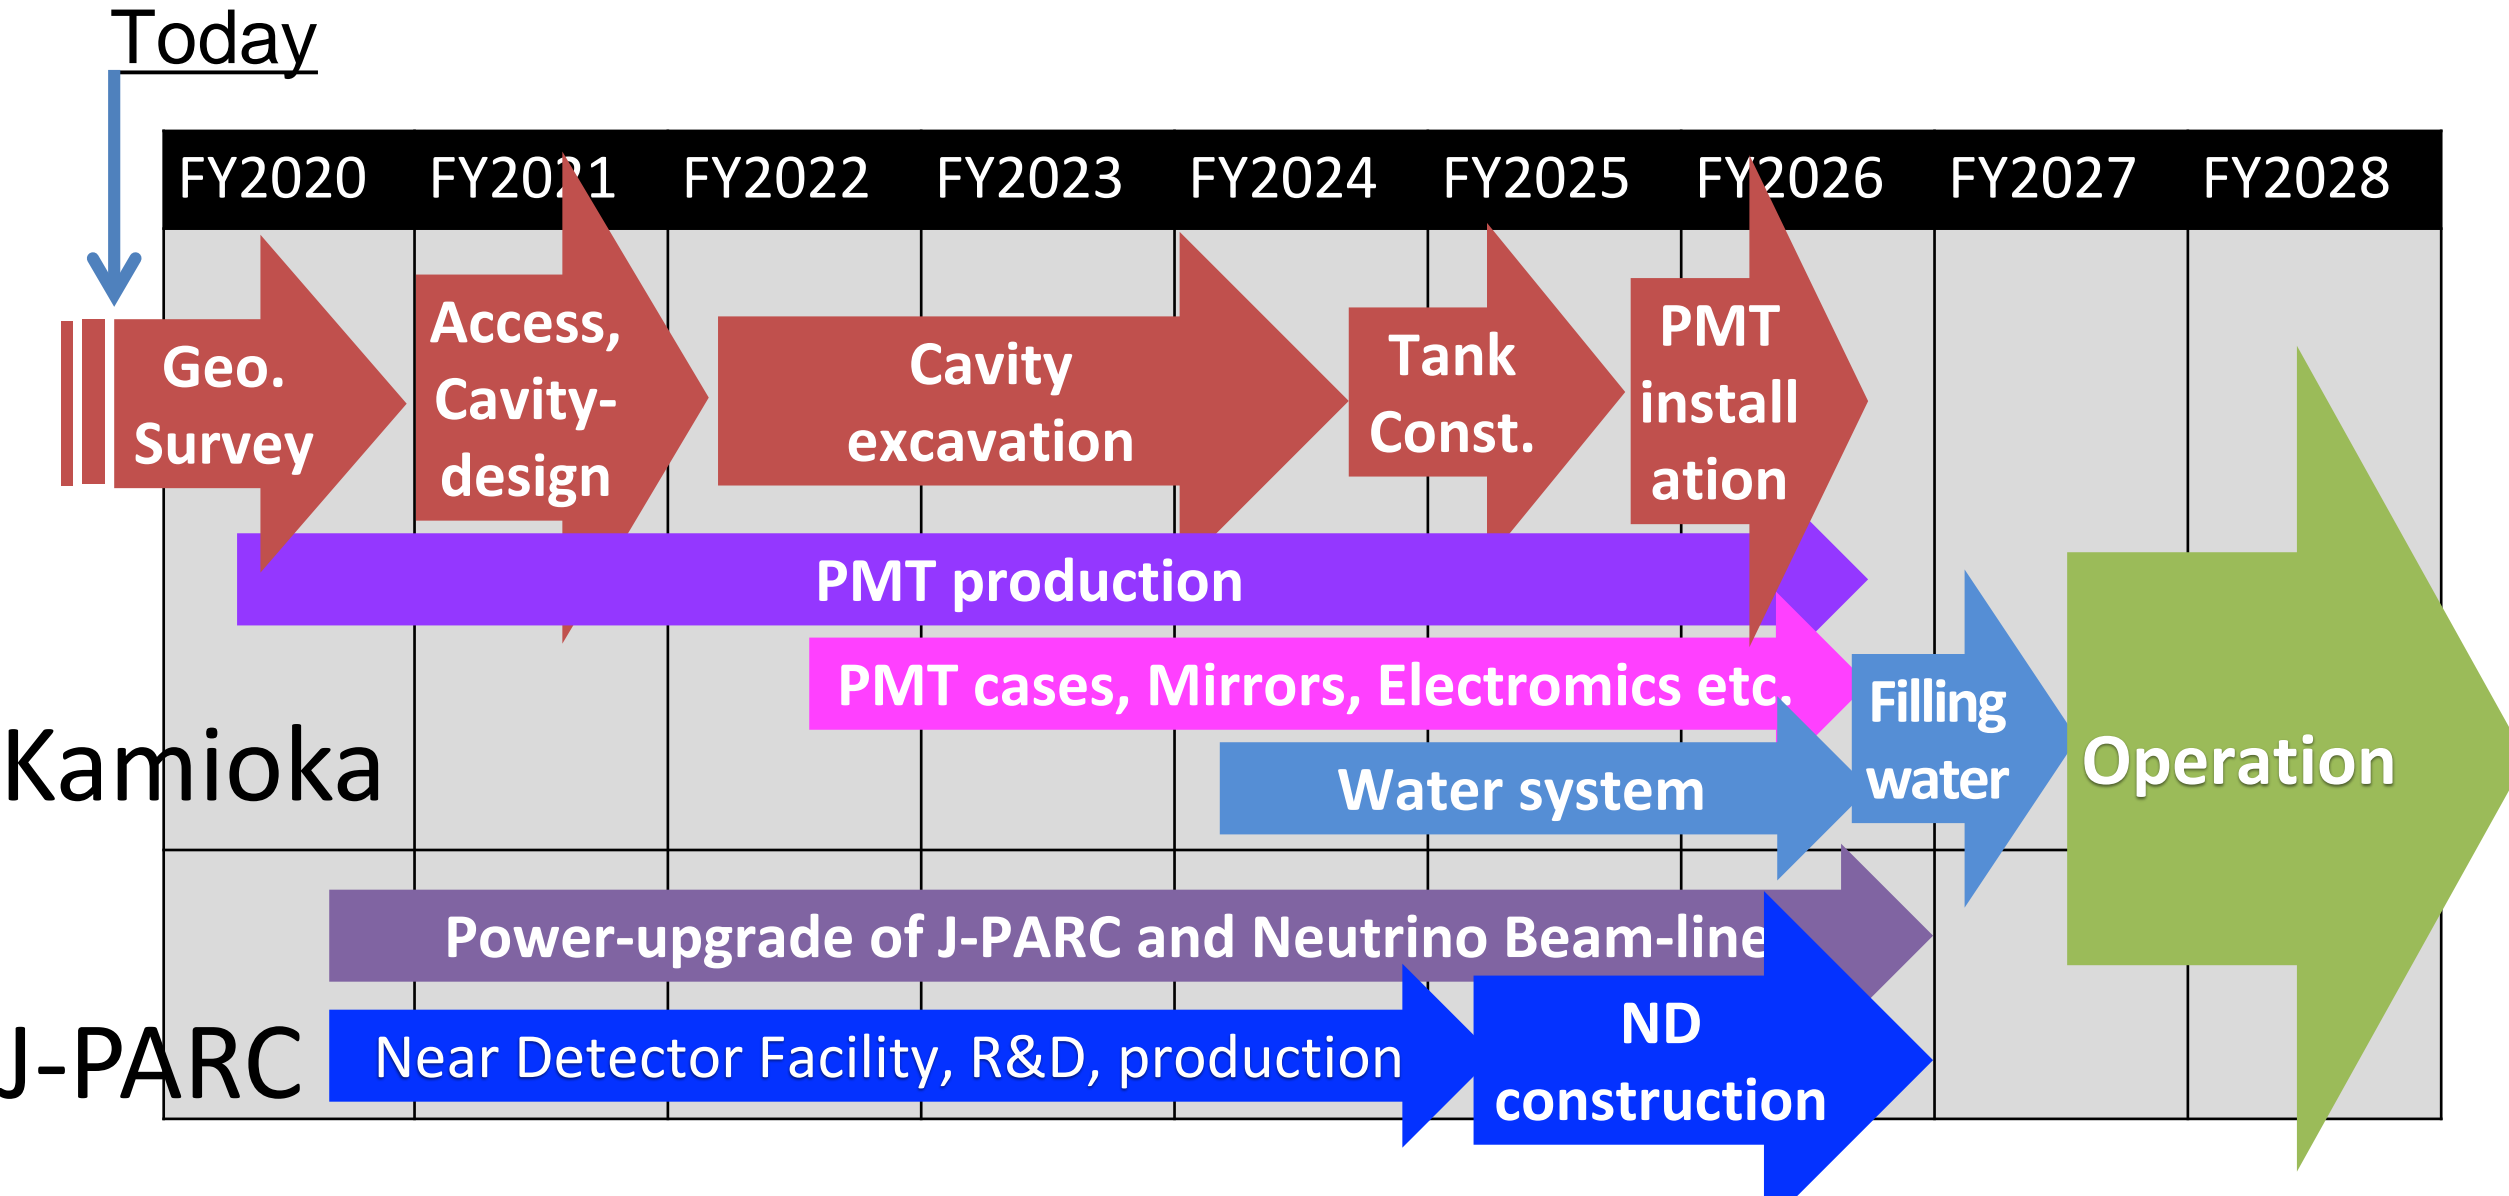 Today
FY2020 FY2021 FY2022 FY2023 FY2024 FY2025 FY2026 FY2027 FY2028
Geo.
Survey
Access,
Cavity-
design
Cavity
excavation
Tank
Const.
PMT
install
ation
PMT production
PMT cases, Mirrors, Electromics etc.
Water system
Filling
water
Operation
Kamioka
Power-upgrade of J-PARC and Neutrino Beam-line
Near Detector Facility, R&D, production
ND
construction
J-PARC